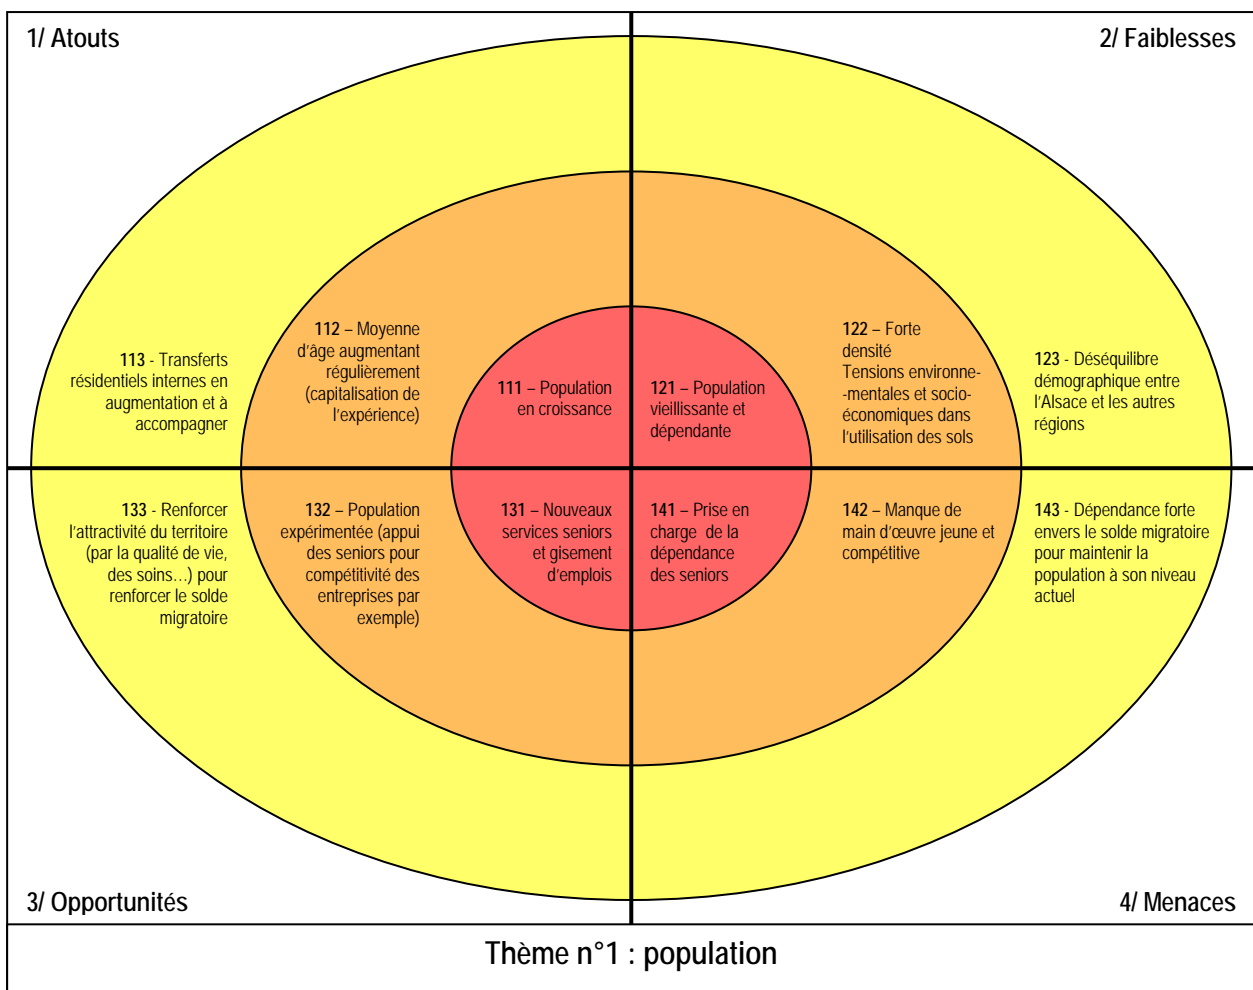 1/ Atouts
2/ Faiblesses
113 - Transferts
résidentiels internes en
augmentation et à
accompagner
112 – Moyenne
d'âge augmentant
régulièrement
(capitalisation de
l'expérience)
111 – Population
en croissance
121 – Population
vieillissante et
dépendante
122 – Forte
densité
Tensions environne-
-mentales et socio-
économiques dans
l'utilisation des sols
123 - Déséquilibre
démographique entre
l'Alsace et les autres
régions
133 - Renforcer
l'attractivité du territoire
(par la qualité de vie,
des soins…) pour
renforcer le solde
migratoire
132 – Population
expérimentée (appui
des seniors pour
compétitivité des
entreprises par
exemple)
131 – Nouveaux
services seniors
et gisement
d'emplois
141 – Prise en
charge de la
dépendance
des seniors
142 – Manque de
main d'œuvre jeune et
compétitive
143 - Dépendance forte
envers le solde migratoire
pour maintenir la
population à son niveau
actuel
3/ Opportunités
4/ Menaces
Thème n°1 : population